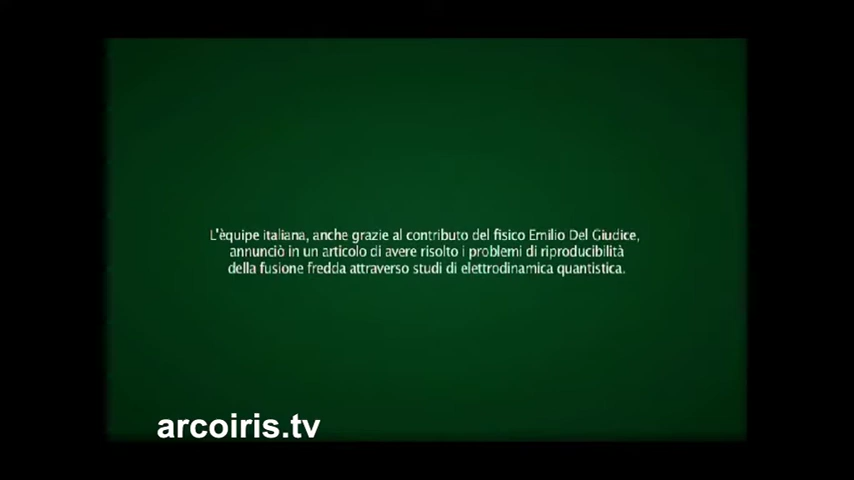 L'èquipe italiana, anche grazie al contributo del fisico Emilio Del Giudice,
annunciò in un articolo di avere risolto i problemi di riproducibilità
della fusione fredda attraverso studi di elettrodinamica quantistica.
arcoiris.tv